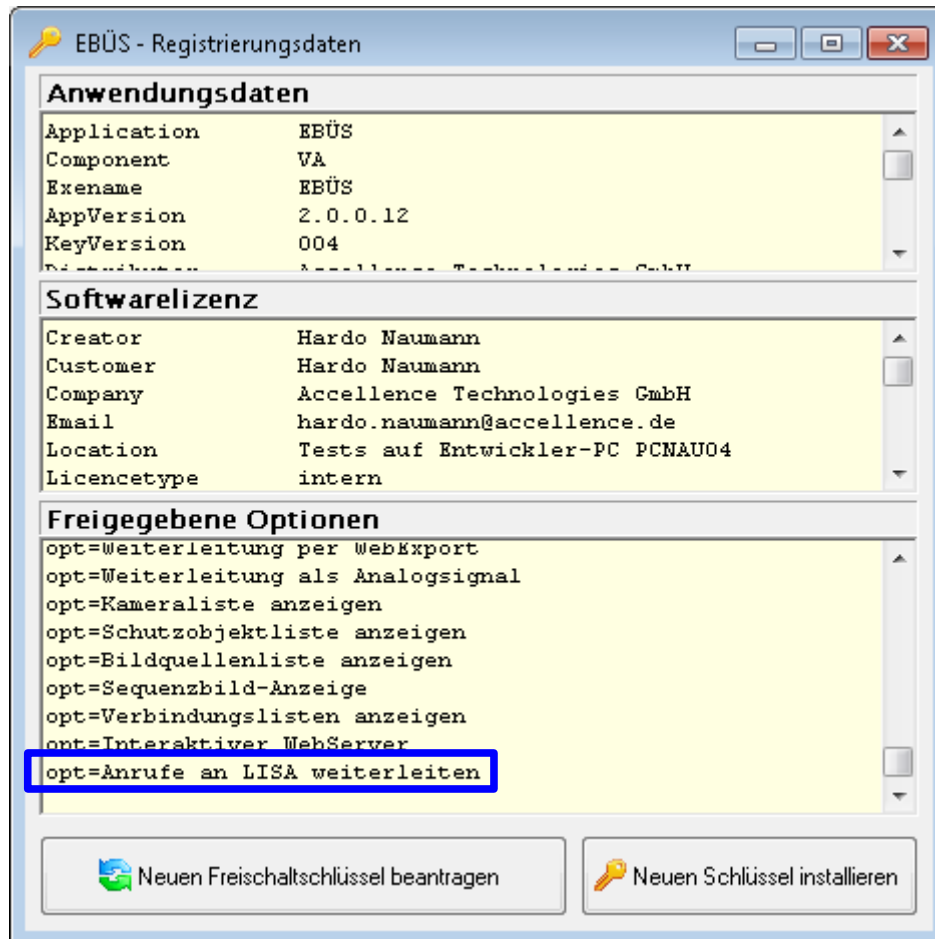 EBÜS - Registrierungsdaten
Anwendungsdaten
Application EBÜS
Component VA
Exename EBÜS
AppVersion 2.0.0.12
KeyVersion 004
Distributor Accellence Technologies GmbH
Softwarelizenz
Creator Hardo Naumann
Customer Hardo Naumann
Company Accellence Technologies GmbH
Email hardo.naumann@accellence.de
Location Tests auf Entwickler-PC PCNAU04
Licencetype intern
Freigegebene Optionen
opt=Weiterleitung per WebExport
opt=Weiterleitung als Analogsignal
opt=Kameraliste anzeigen
opt=Schutzobjektliste anzeigen
opt=Bildquellenliste anzeigen
opt=Sequenzbild-Anzeige
opt=Verbindungslisten anzeigen
opt=Interaktiver WebServer
opt=Anrufe an LISA weiterleiten
Neuen Freischaltschlüssel beantragen
Neuen Schlüssel installieren